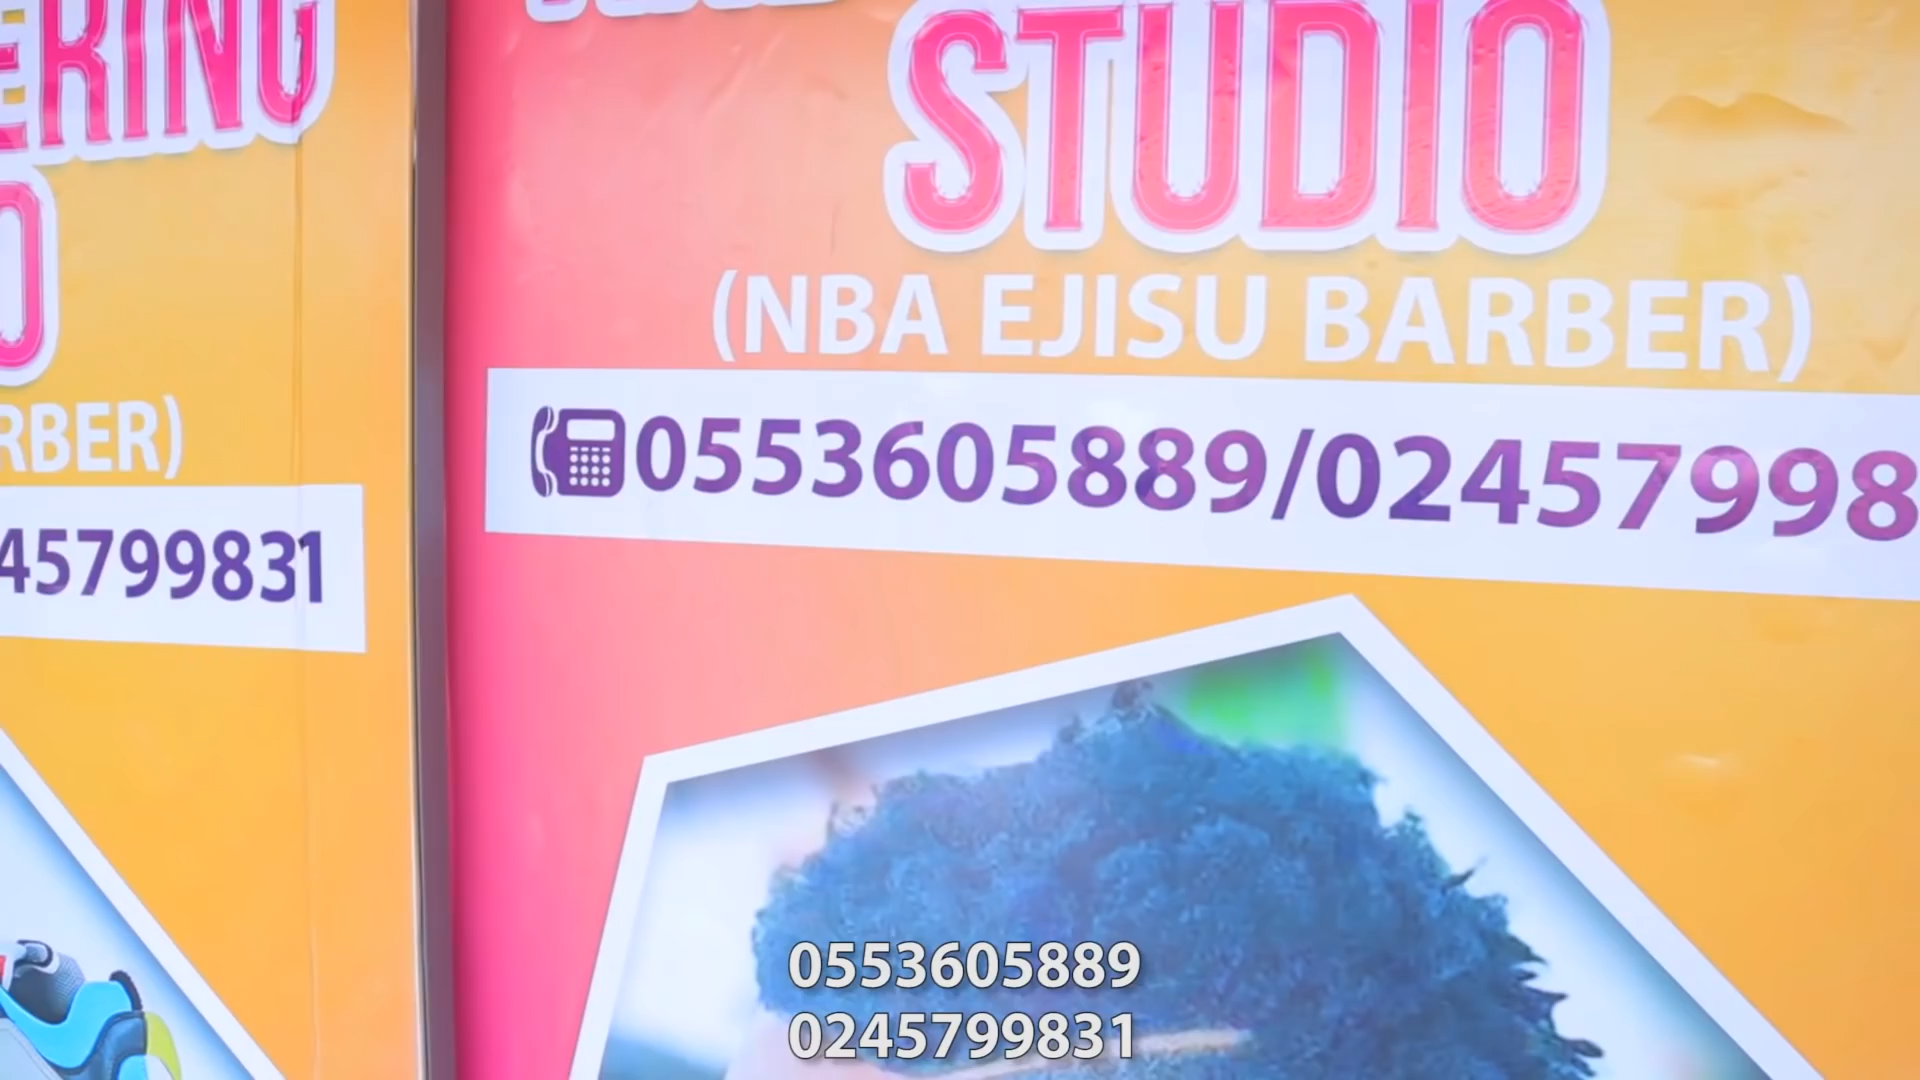 ERING
O
RBER)
45799831
STUDIO
(NBA EJISU BARBER)
0553605889/02457998
0553605889
0245799831